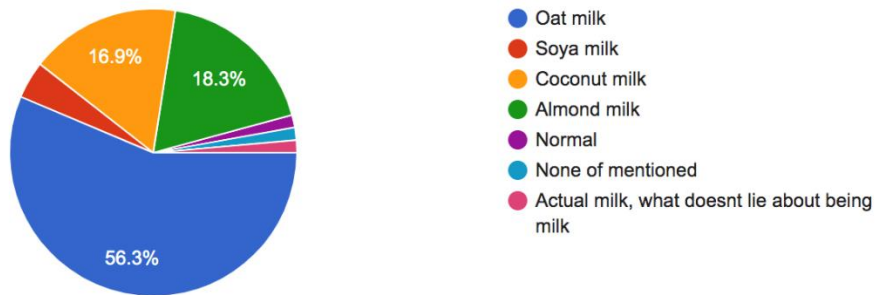 16.9%
18.3%
56.3%
Oat milk
Soya milk
Coconut milk
Almond milk
Normal
None of mentioned
Actual milk, what doesnt lie about being
milk